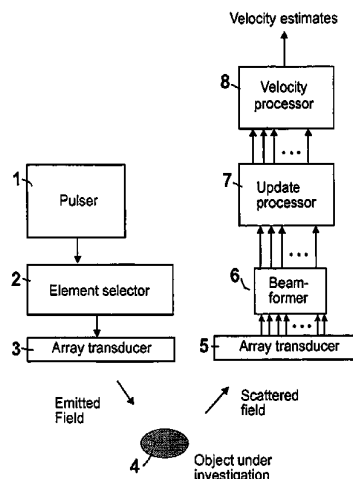 Velocity estimates
8
Velocity
processor
1
Pulser
7
Update
processor
2
Element selector
6
Beam-
former
3
Array transducer
5
Array transducer
Emitted
Field
Scattered
field
4
Object under
investigation